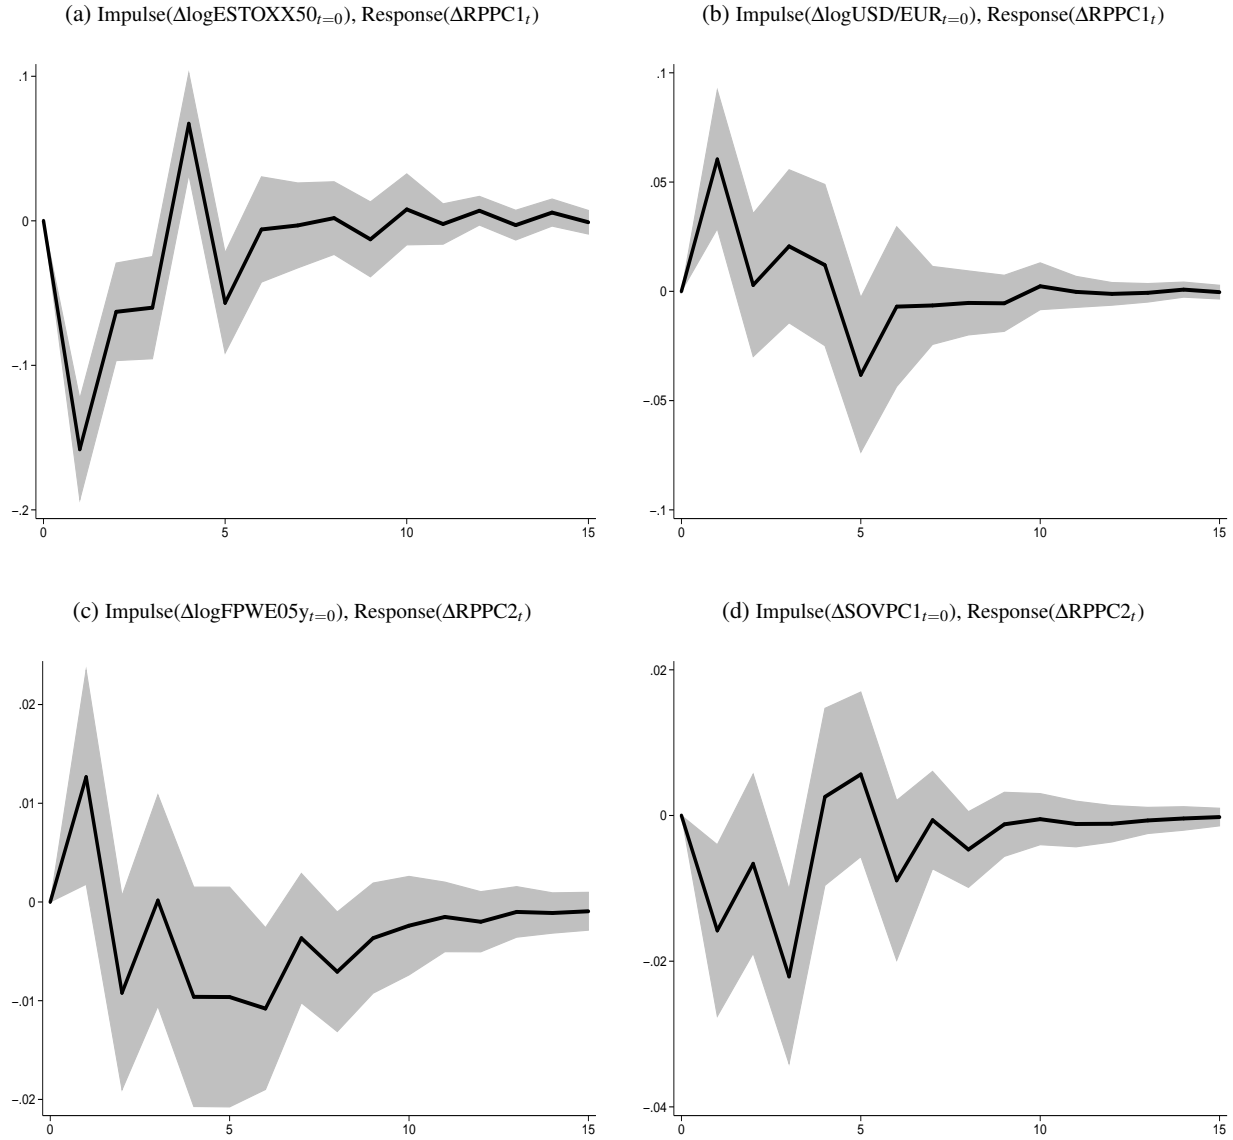 (a) Impulse(ΔlogESTOXX50t=0), Response(ΔRPPC1t)
.1
0
−.1
−.2
0 5 10 15
(b) Impulse(ΔlogUSD/EURt=0), Response(ΔRPPC1t)
.1
.05
0
−.05
−.1
0 5 10 15
(c) Impulse(ΔlogFPWE05yt=0), Response(ΔRPPC2t)
.02
.01
0
−.01
−.02
0 5 10 15
(d) Impulse(ΔSOVPC1t=0), Response(ΔRPPC2t)
.02
0
−.02
−.04
0 5 10 15